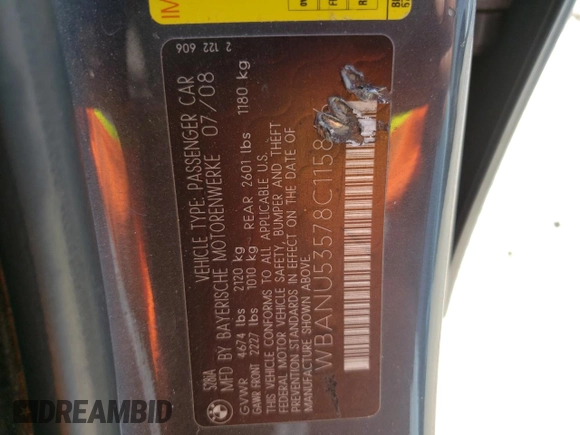 2 122 606
VEHICLE TYPE: PASSENGER CAR
MFD BY BAYERISCHE MOTORENWERKE 07/08
GVWR 4674 lbs 2120 kg
GAWR FRONT 2227 lbs 1010 kg REAR 2601 lbs 1180 kg
THIS VEHICLE CONFORMS TO ALL APPLICABLE U.S.
FEDERAL MOTOR VEHICLE SAFETY, BUMPER AND THEFT
PREVENTION STANDARDS IN EFFECT ON THE DATE OF
MANUFACTURE SHOWN ABOVE.
WBANU53578C1158
DREAMBID